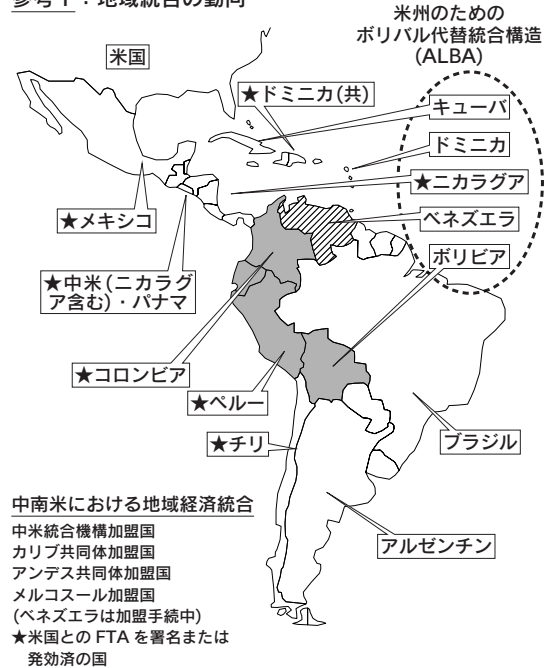 参考1：地域統合の動向
米州のための
ボリバル代替統合構造
(ALBA)
米国
★ドミニカ(共)
キューバ
ドミニカ
★ニカラグア
ベネズエラ
ボリビア
★メキシコ
★中米(ニカラグ
ア含む)・パナマ
★コロンビア
★ペルー
★チリ
ブラジル
アルゼンチン
中南米における地域経済統合
中米統合機構加盟国
カリブ共同体加盟国
アンデス共同体加盟国
メルコスール加盟国
(ベネズエラは加盟手続中)
★米国との FTA を署名または
発効済の国